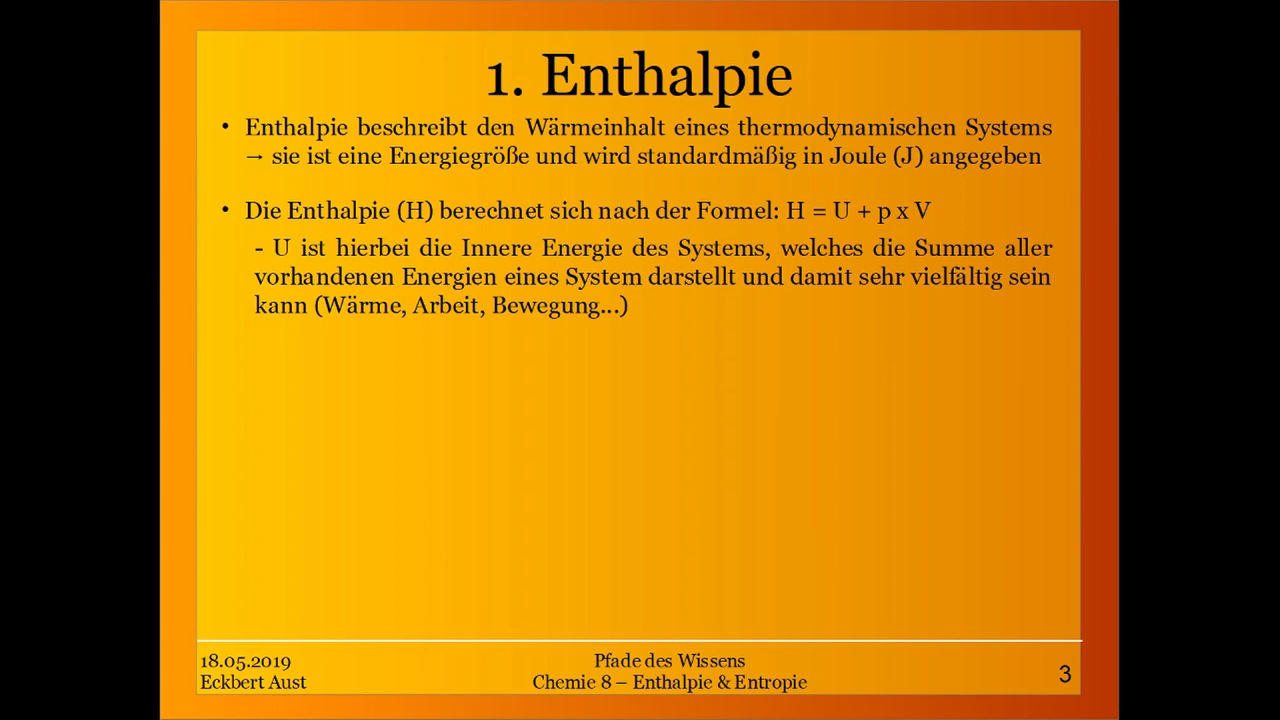 1. Enthalpie
• Enthalpie beschreibt den Wärmeinhalt eines thermodynamischen Systems
→ sie ist eine Energiegröße und wird standardmäßig in Joule (J) angegeben
• Die Enthalpie (H) berechnet sich nach der Formel: H = U + p x V
- U ist hierbei die Innere Energie des Systems, welches die Summe aller
vorhandenen Energien eines System darstellt und damit sehr vielfältig sein
kann (Wärme, Arbeit, Bewegung...)
18.05.2019
Eckbert Aust
Pfade des Wissens
Chemie 8 – Enthalpie & Entropie
3